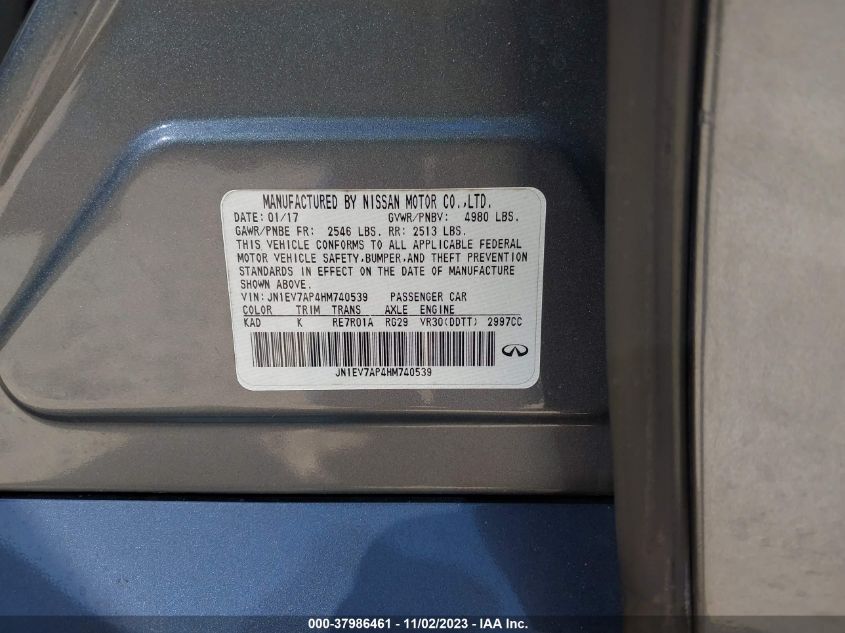 MANUFACTURED BY NISSAN MOTOR CO.,LTD.
DATE: 01/17 GVWR/PNBV: 4980 LBS.
GAWR/PNBE FR: 2546 LBS. RR: 2513 LBS.
THIS VEHICLE CONFORMS TO ALL APPLICABLE FEDERAL
MOTOR VEHICLE SAFETY,BUMPER,AND THEFT PREVENTION
STANDARDS IN EFFECT ON THE DATE OF MANUFACTURE
SHOWN ABOVE.
VIN: JN1EV7AP4HM740539 PASSENGER CAR
COLOR TRIM TRANS AXLE ENGINE
KAD K RE7R01A RG29 VR30(DDTT) 2997CC
JN1EV7AP4HM740539
000-37986461 - 11/02/2023 - IAA Inc.